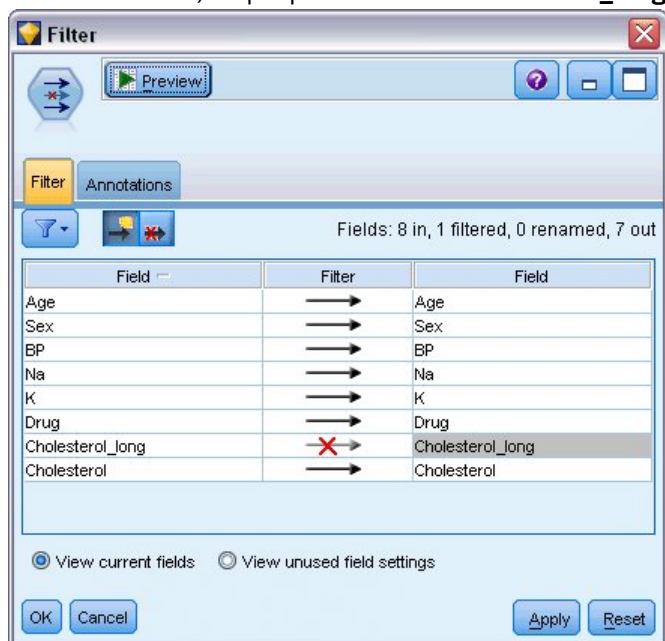 Filter
Preview
Filter Annotations
Fields: 8 in, 1 filtered, 0 renamed, 7 out
Field Filter Field
Age Age
Sex Sex
BP BP
Na Na
K K
Drug Drug
Cholesterol_long Cholesterol_long
Cholesterol Cholesterol
View current fields View unused field settings
OK Cancel Apply Reset